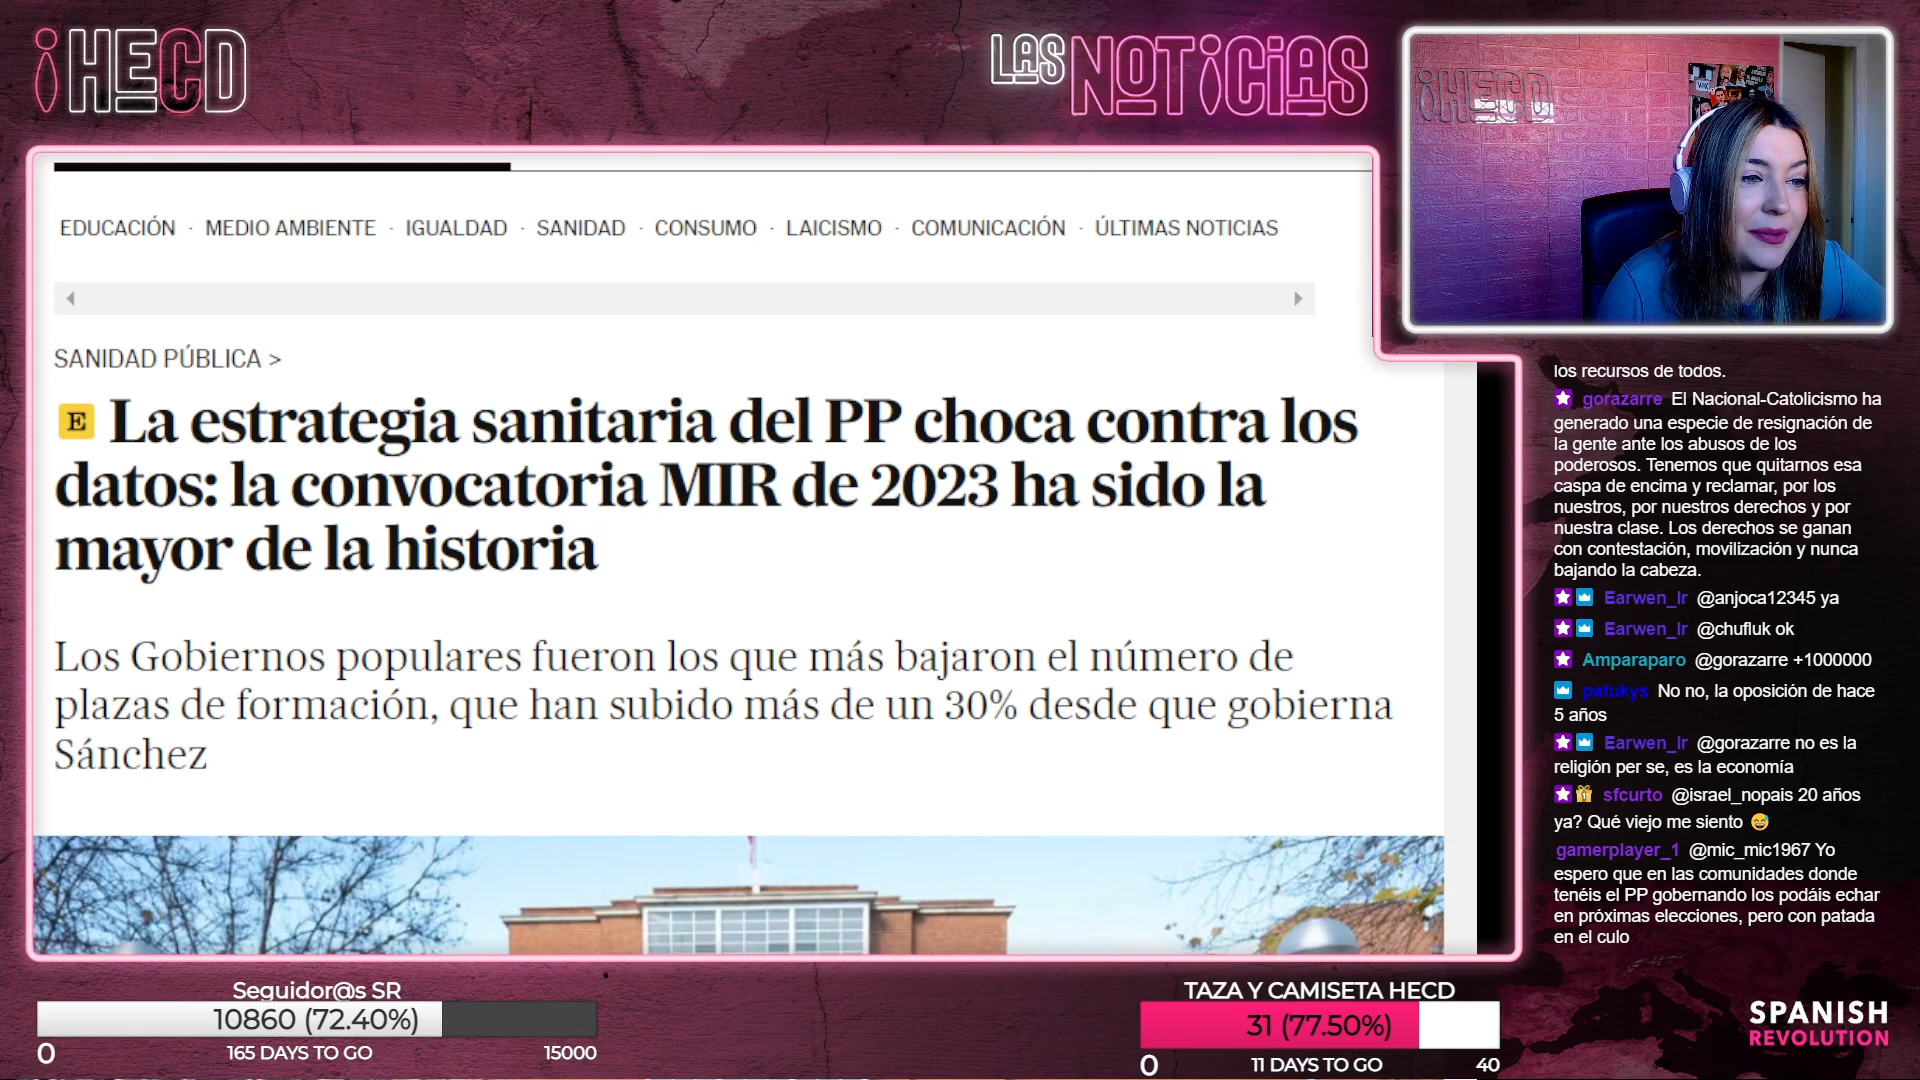 ¡HECD
LAS NOTICIAS
¡HECD
EDUCACIÓN · MEDIO AMBIENTE · IGUALDAD · SANIDAD · CONSUMO · LAICISMO · COMUNICACIÓN · ÚLTIMAS NOTICIAS
SANIDAD PÚBLICA >
E La estrategia sanitaria del PP choca contra los
datos: la convocatoria MIR de 2023 ha sido la
mayor de la historia
Los Gobiernos populares fueron los que más bajaron el número de
plazas de formación, que han subido más de un 30% desde que gobierna
Sánchez
los recursos de todos.
gorazarre El Nacional-Catolicismo ha
generado una especie de resignación de
la gente ante los abusos de los
poderosos. Tenemos que quitarnos esa
caspa de encima y reclamar, por los
nuestros, por nuestros derechos y por
nuestra clase. Los derechos se ganan
con contestación, movilización y nunca
bajando la cabeza.
Earwen_lr @anjoca12345 ya
Earwen_lr @chufluk ok
Amparaparo @gorazarre +1000000
patukys No no, la oposición de hace
5 años
Earwen_lr @gorazarre no es la
religión per se, es la economía
sfcurto @israel_nopais 20 años
ya? Qué viejo me siento 😅
gamerplayer_1 @mic_mic1967 Yo
espero que en las comunidades donde
tenéis el PP gobernando los podáis echar
en próximas elecciones, pero con patada
en el culo
Seguidor@s SR
10860 (72.40%)
0 165 DAYS TO GO 15000
TAZA Y CAMISETA HECD
31 (77.50%)
0 11 DAYS TO GO 40
SPANISH
REVOLUTION